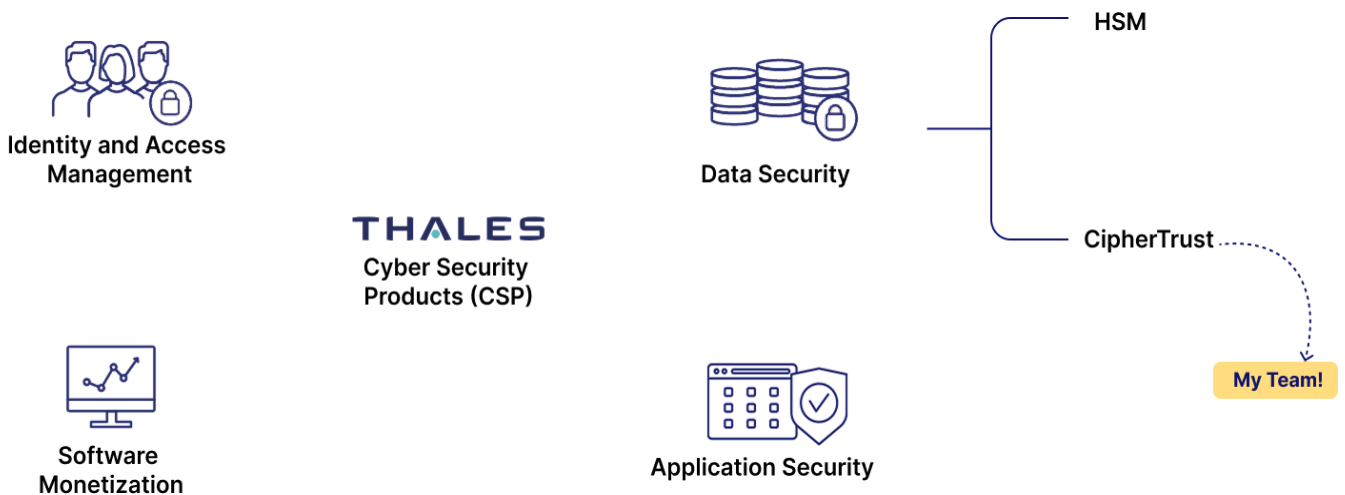 Identity and Access
Management
THALES
Cyber Security
Products (CSP)
Software
Monetization
Data Security
Application Security
HSM
CipherTrust
My Team!